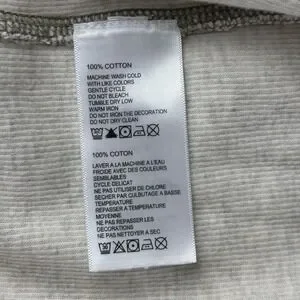 100% COTTON
MACHINE WASH COLD
WITH LIKE COLORS
GENTLE CYCLE
DO NOT BLEACH
TUMBLE DRY LOW
WARM IRON
DO NOT IRON THE DECORATION
DO NOT DRY CLEAN
100% COTON
LAVER A LA MACHINE A L'EAU
FROIDE AVEC DES COULEURS
SEMBLABLES
CYCLE DELICAT
NE PAS UTILISER DE CHLORE
SECHER PAR CULBUTAGE A BASSE
TEMPERATURE
REPASSER A TEMPERATURE
MOYENNE
NE PAS REPASSER LES
DECORATIONS
NE PAS NETTOYER A SEC